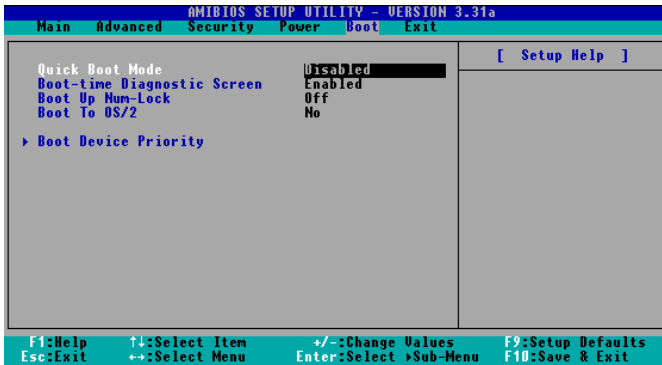 AMIBIOS SETUP UTILITY – VERSION 3.31a
Main Advanced Security Power Boot Exit
[ Setup Help ]
Quick Boot Mode Disabled
Boot-time Diagnostic Screen Enabled
Boot Up Num-Lock Off
Boot To OS/2 No
▸ Boot Device Priority
F1:Help ↑↓:Select Item +/-:Change Values F9:Setup Defaults
Esc:Exit ←→:Select Menu Enter:Select ▸Sub-Menu F10:Save & Exit